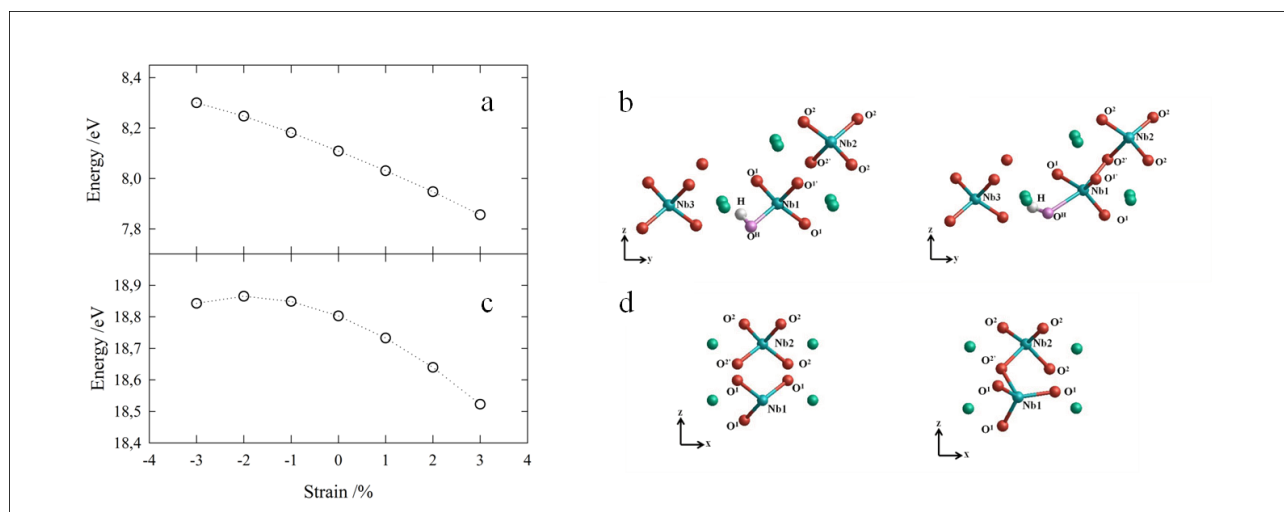 8,4
8,2
8,0
7,8
Energy /eV
a
18,9
18,8
18,7
18,6
18,5
18,4
Energy /eV
c
-4 -3 -2 -1 0 1 2 3 4
Strain /%
b
O² O²
Nb2
O²' O²
O¹ O¹'
Nb3 H Nb1
Oᴴ O¹
z
y
O² O²
Nb2
O²' O²
O¹ O¹'
Nb3 H Nb1
Oᴴ O¹
z
y
d
O² O²
Nb2
O²' O²
O¹ O¹
Nb1
O¹
z
x
O² O²
Nb2
O²' O²
O¹ O¹
Nb1
O¹
z
x